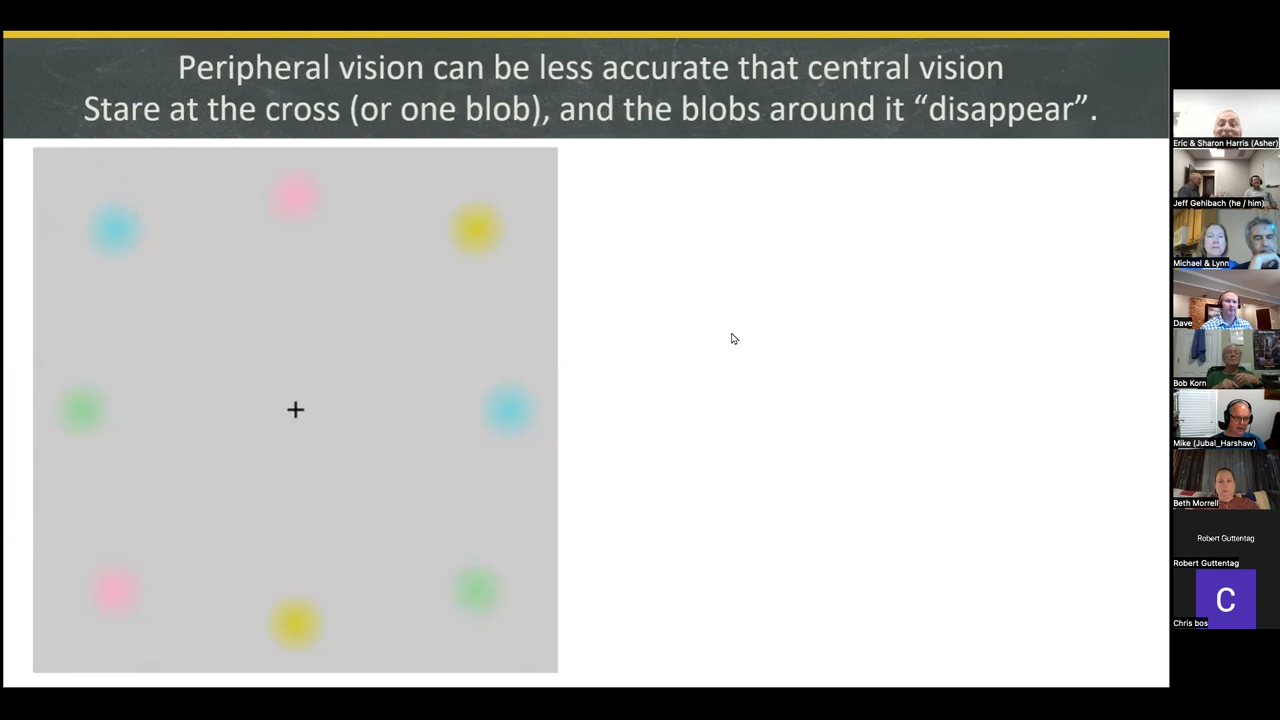 Peripheral vision can be less accurate that central vision
Stare at the cross (or one blob), and the blobs around it “disappear”.
Eric & Sharon Harris (Asher)
Jeff Gehlbach (he / him)
Michael & Lynn
Dave
Bob Korn
Mike (Jubal_Harshaw)
Beth Morrell
Robert Guttentag
Robert Guttentag
C
Chris bos